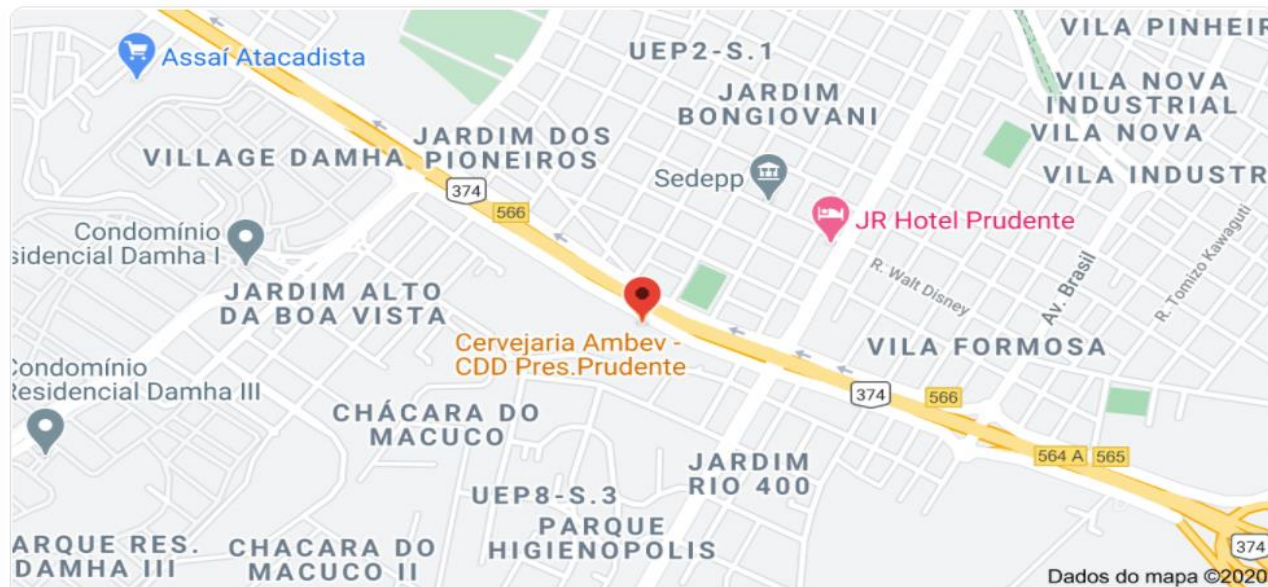 VILA PINHEIR
Assaí Atacadista
UEP2-S.1
JARDIM
BONGIOVANI
VILA NOVA
INDUSTRIAL
VILA NOVA
JARDIM DOS
PIONEIROS
VILLAGE DAMHA
VILA INDUSTR
Sedepp
374
566
JR Hotel Prudente
Condomínio
sidencial Damha I
R. Walt Disney
Av. Brasil
R. Tomizo Kawaguti
JARDIM ALTO
DA BOA VISTA
Cervejaria Ambev -
CDD Pres.Prudente
VILA FORMOSA
Condomínio
Residencial Damha III
374
566
CHÁCARA DO
MACUCO
564 A
565
JARDIM
RIO 400
UEP8-S.3
PARQUE
HIGIENOPOLIS
ARQUE RES.
DAMHA III
CHACARA DO
MACUCO II
374
Dados do mapa ©2020